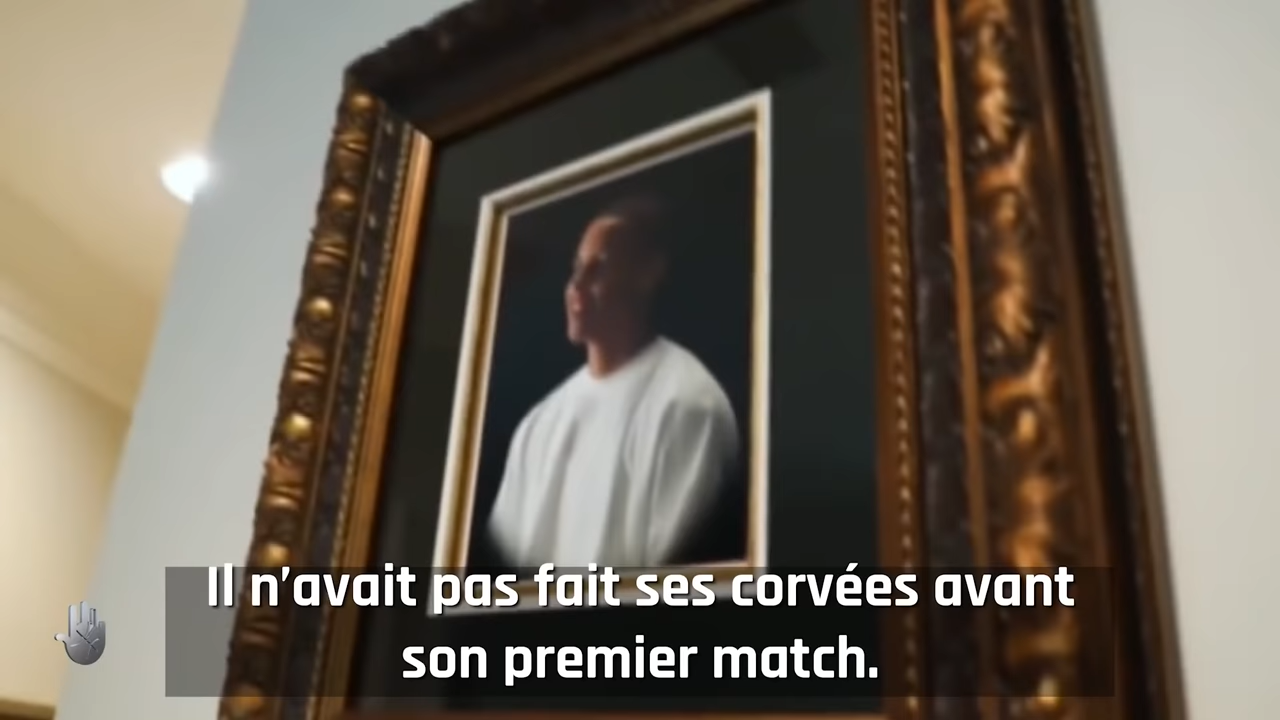 Il n’avait pas fait ses corvées avant
son premier match.